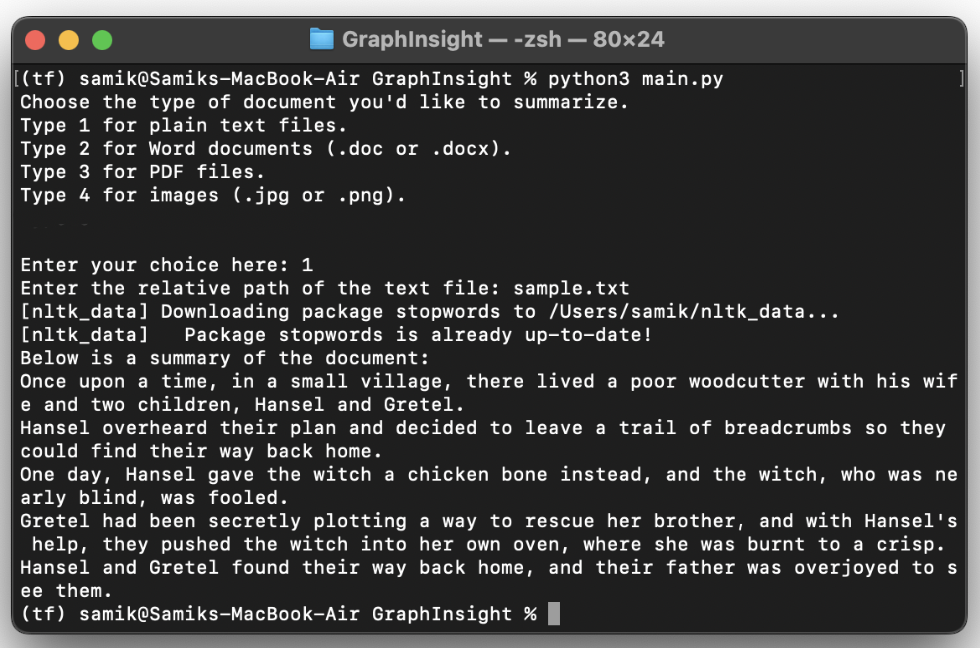 GraphInsight — -zsh — 80×24
[(tf) samik@Samiks-MacBook-Air GraphInsight % python3 main.py ]
Choose the type of document you'd like to summarize.
Type 1 for plain text files.
Type 2 for Word documents (.doc or .docx).
Type 3 for PDF files.
Type 4 for images (.jpg or .png).
Enter your choice here: 1
Enter the relative path of the text file: sample.txt
[nltk_data] Downloading package stopwords to /Users/samik/nltk_data...
[nltk_data]   Package stopwords is already up-to-date!
Below is a summary of the document:
Once upon a time, in a small village, there lived a poor woodcutter with his wif
e and two children, Hansel and Gretel.
Hansel overheard their plan and decided to leave a trail of breadcrumbs so they
could find their way back home.
One day, Hansel gave the witch a chicken bone instead, and the witch, who was ne
arly blind, was fooled.
Gretel had been secretly plotting a way to rescue her brother, and with Hansel's
 help, they pushed the witch into her own oven, where she was burnt to a crisp.
Hansel and Gretel found their way back home, and their father was overjoyed to s
ee them.
(tf) samik@Samiks-MacBook-Air GraphInsight %